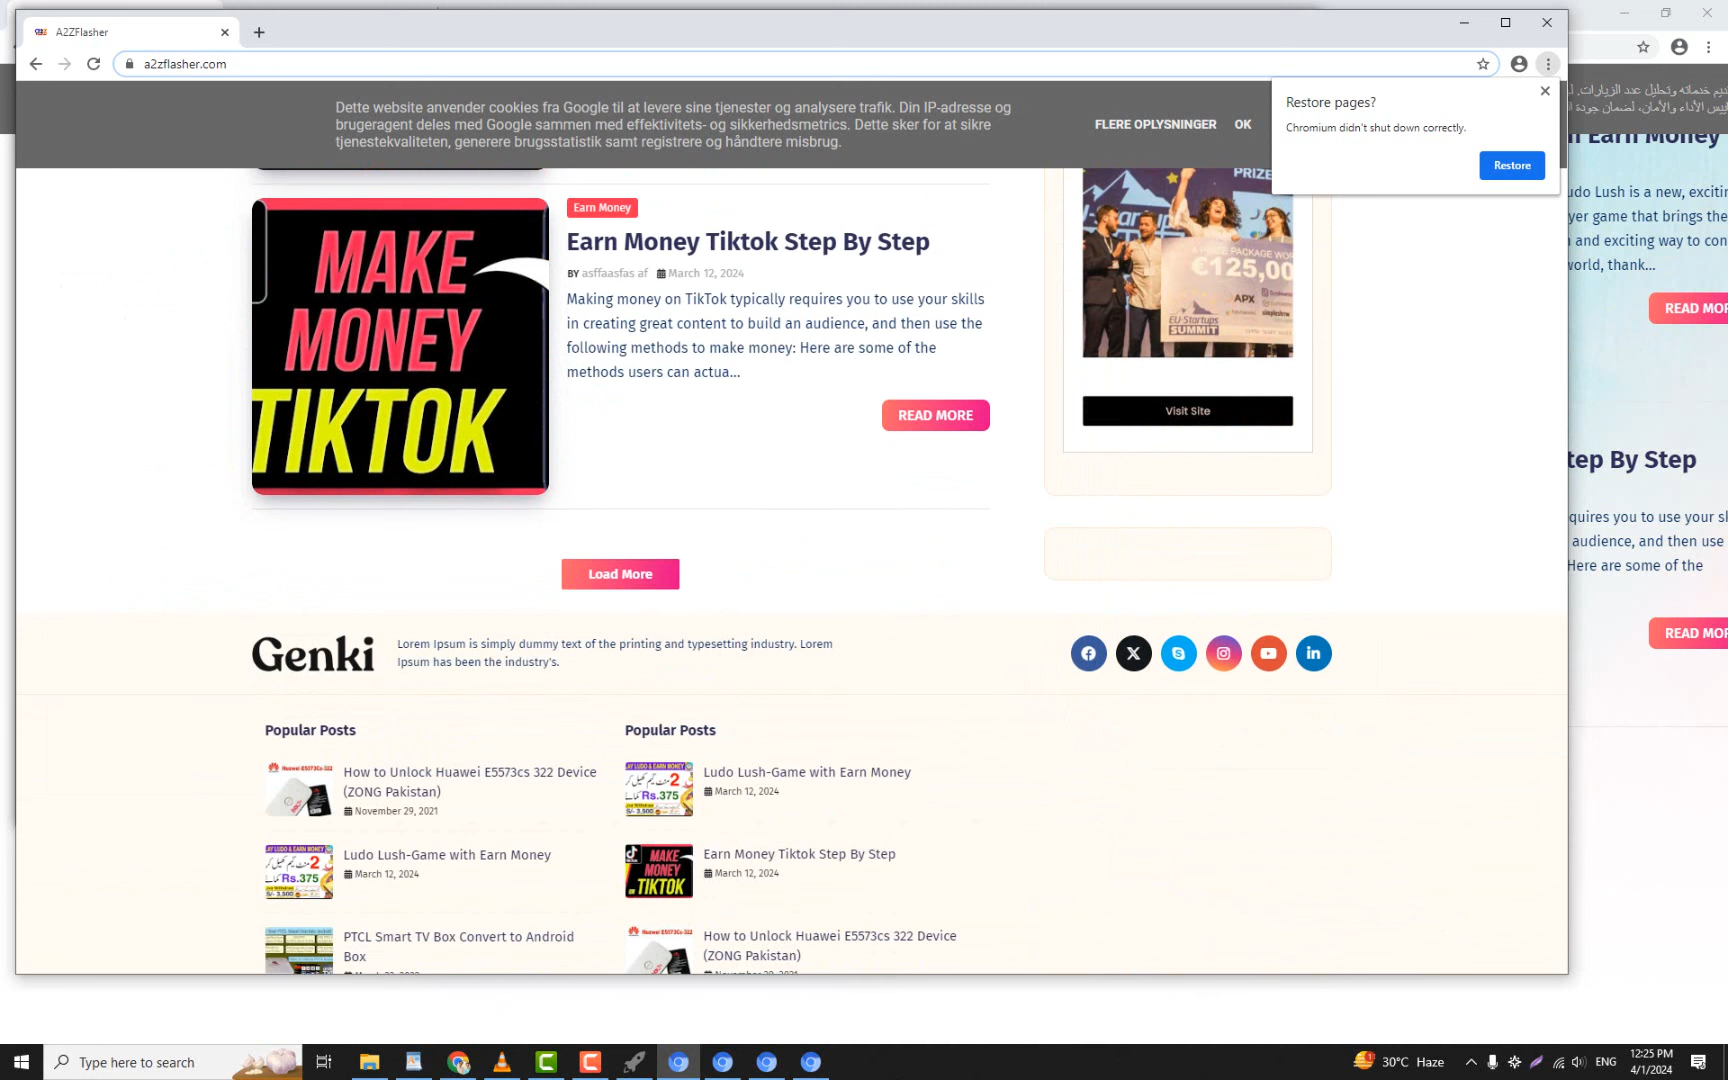 A2ZFlasher
a2zflasher.com
Dette website anvender cookies fra Google til at levere sine tjenester og analysere trafik. Din IP-adresse og
brugeragent deles med Google sammen med effektivitets- og sikkerhedsmetrics. Dette sker for at sikre
tjenestekvaliteten, generere brugsstatistik samt registrere og håndtere misbrug.
FLERE OPLYSNINGER OK
Restore pages?
Chromium didn't shut down correctly.
Restore
Earn Money
Earn Money Tiktok Step By Step
BY asffaasfas af March 12, 2024
Making money on TikTok typically requires you to use your skills
in creating great content to build an audience, and then use the
following methods to make money: Here are some of the
methods users can actua...
READ MORE
MAKE
MONEY
TIKTOK
PRIZE
€125,00
APX
EU-Startups
SUMMIT
Visit Site
Load More
Earn Money
udo Lush is a new, excitin
yer game that brings the
and exciting way to con
world, thank...
READ MOR
tep By Step
quires you to use your sk
audience, and then use
Here are some of the
READ MOR
Genki
Lorem Ipsum is simply dummy text of the printing and typesetting industry. Lorem
Ipsum has been the industry's.
Popular Posts
How to Unlock Huawei E5573cs 322 Device
(ZONG Pakistan)
November 29, 2021
Ludo Lush-Game with Earn Money
March 12, 2024
PTCL Smart TV Box Convert to Android
Box
Popular Posts
Ludo Lush-Game with Earn Money
March 12, 2024
Earn Money Tiktok Step By Step
March 12, 2024
How to Unlock Huawei E5573cs 322 Device
(ZONG Pakistan)
Huawei E5573Cs-322
Rs.375
MAKE
MONEY
TIKTOK
Type here to search
30°C Haze
ENG
12:25 PM
4/1/2024